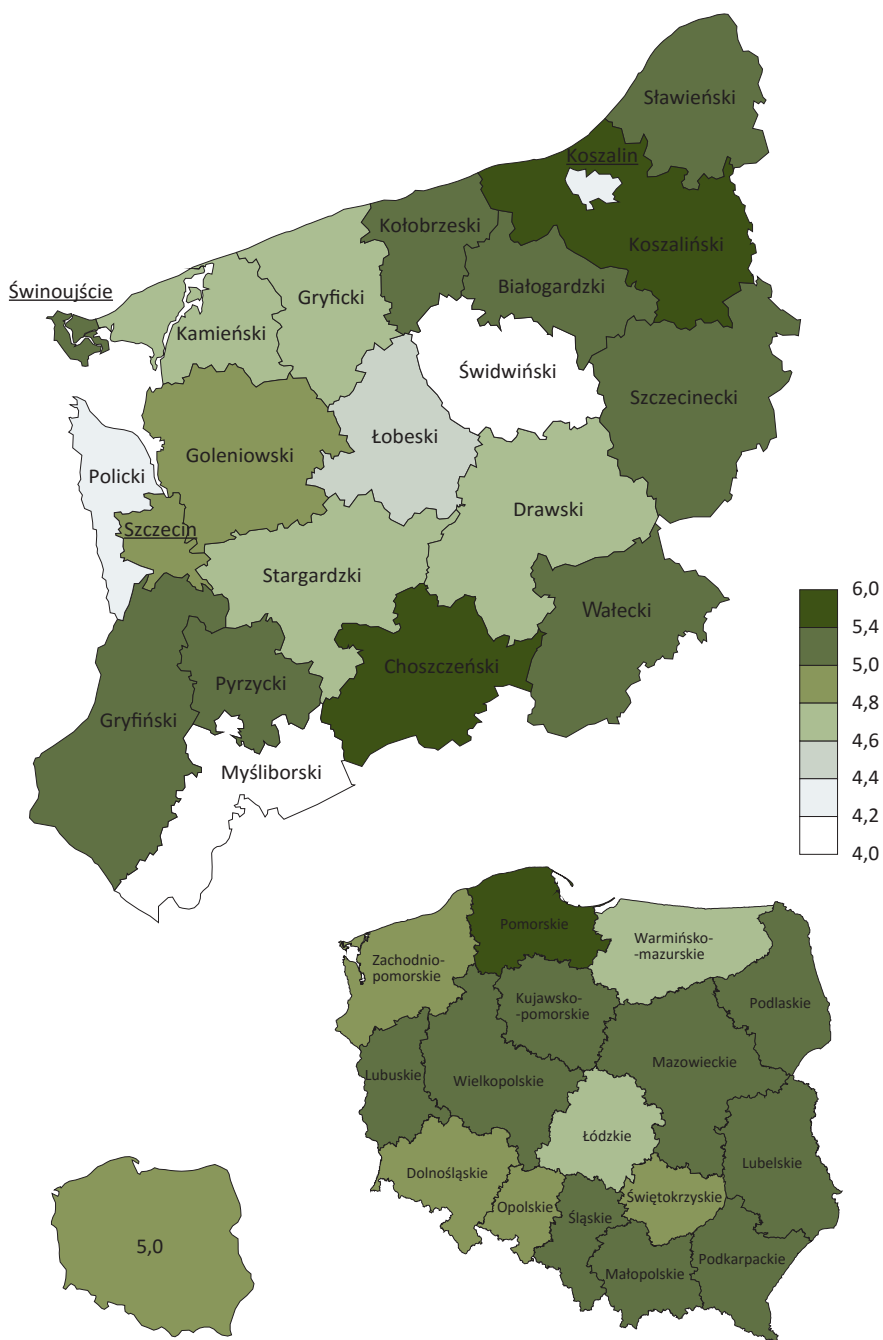 Sławieński
Koszalin
Kołobrzeski
Koszaliński
Białogardzki
Świnoujście
Gryficki
Kamieński
Świdwiński
Szczecinecki
Łobeski
Goleniowski
Policki
Drawski
Szczecin
Stargardzki
Wałecki
Choszczeński
Pyrzycki
Gryfiński
Myśliborski
6,0
5,4
5,0
4,8
4,6
4,4
4,2
4,0
Pomorskie
Warmińsko-
-mazurskie
Zachodnio-
pomorskie
Kujawsko-
-pomorskie
Podlaskie
Mazowieckie
Lubuskie
Wielkopolskie
Łódzkie
Lubelskie
Dolnośląskie
Świętokrzyskie
Opolskie
Śląskie
Podkarpackie
Małopolskie
5,0